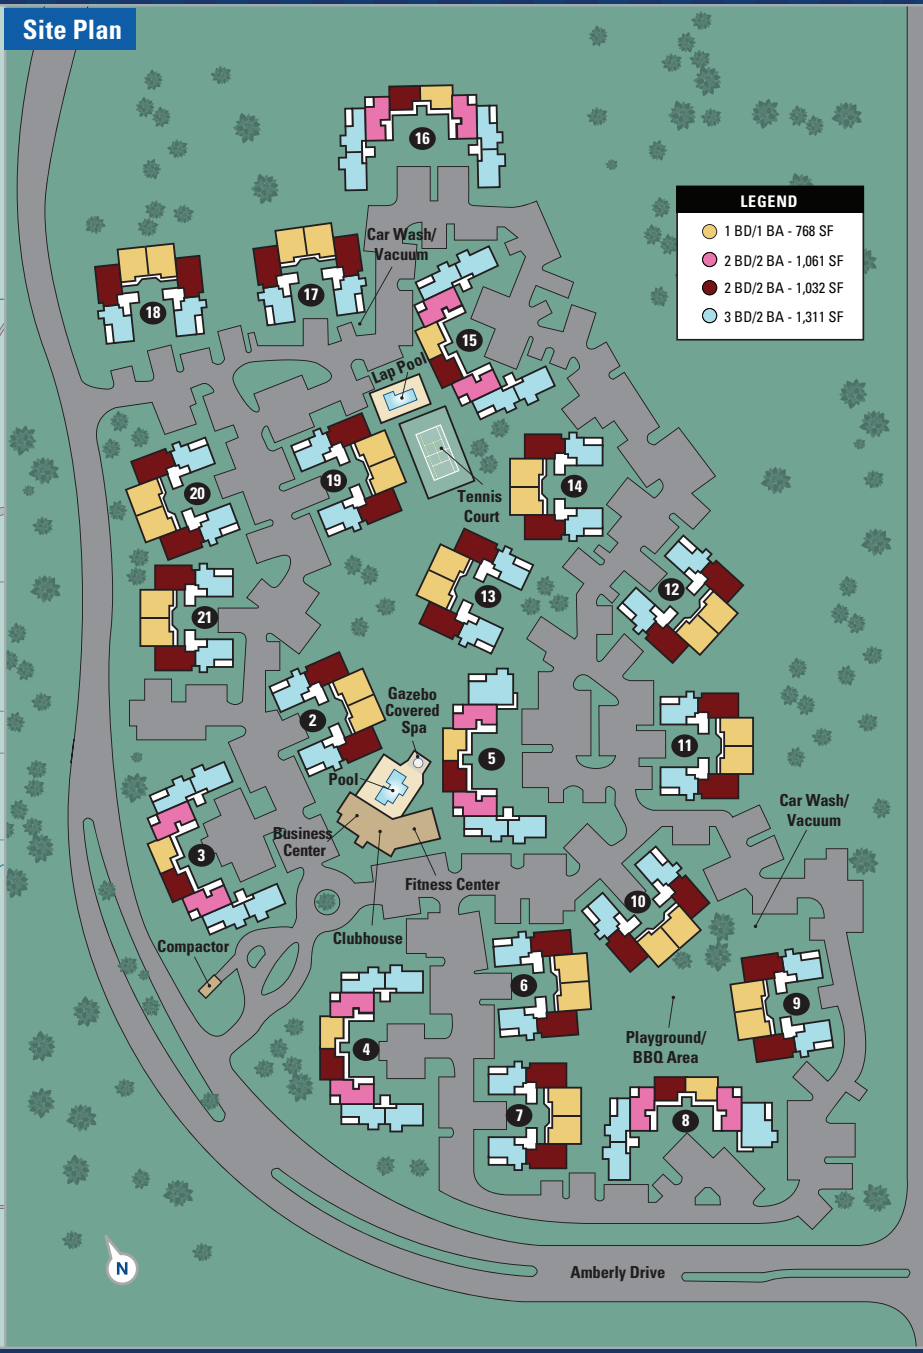 Site Plan
16
LEGEND
1 BD/1 BA - 768 SF
2 BD/2 BA - 1,061 SF
2 BD/2 BA - 1,032 SF
3 BD/2 BA - 1,311 SF
Car Wash/
Vacuum
18
17
15
Lap Pool
19
20
14
Tennis
Court
13
12
21
2
Gazebo
Covered
Spa
5
11
Pool
Car Wash/
Vacuum
Business
Center
3
Fitness Center
10
Clubhouse
Compactor
6
9
Playground/
BBQ Area
4
7
8
N
Amberly Drive